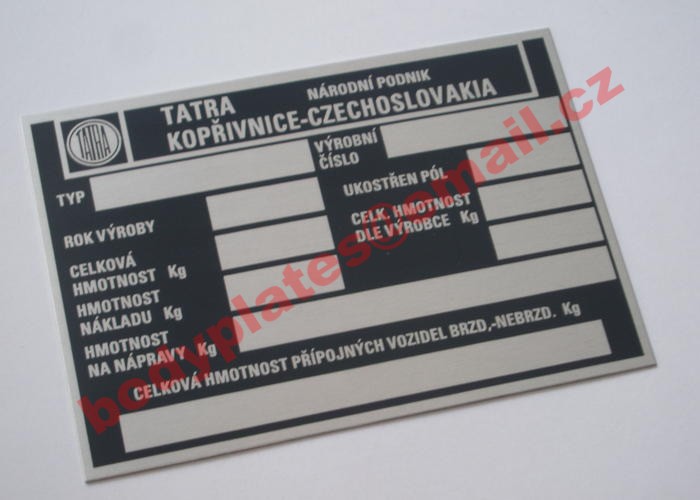 TATRA NÁRODNÍ PODNIK
KOPŘIVNICE-CZECHOSLOVAKIA
TATRA
TYP
VÝROBNÍ
ČÍSLO
ROK VÝROBY
UKOSTŘEN PÓL
CELKOVÁ
HMOTNOST Kg
CELK. HMOTNOST
DLE VÝROBCE Kg
HMOTNOST
NÁKLADU Kg
HMOTNOST
NA NÁPRAVY Kg
CELKOVÁ HMOTNOST PŘÍPOJNÝCH VOZIDEL BRZD,-NEBRZD. Kg
bodyplates@email.cz